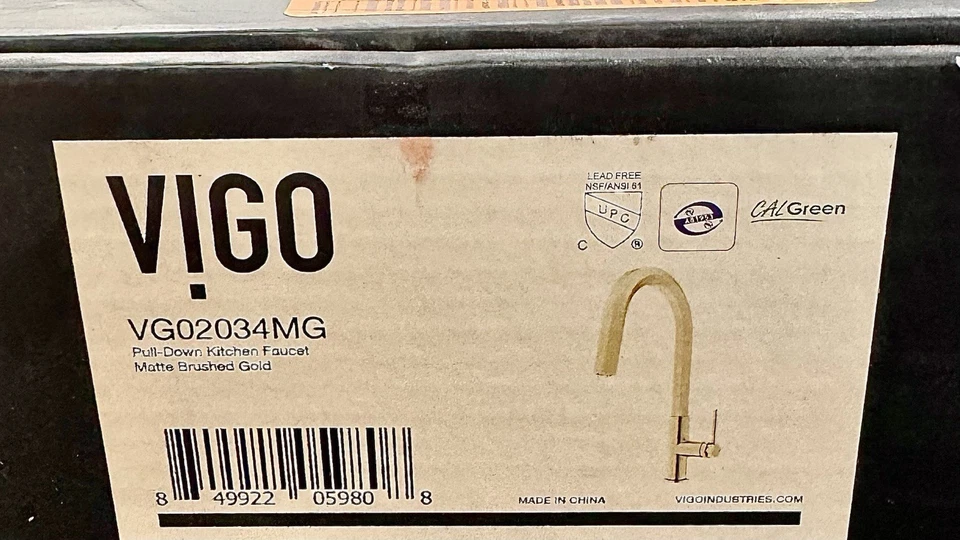 VIGO
LEAD FREE
NSF/ANSI 61
UPC
C ®
AB1953
CALGreen
VG02034MG
Pull-Down Kitchen Faucet
Matte Brushed Gold
8 49922 05980 8
MADE IN CHINA
VIGOINDUSTRIES.COM